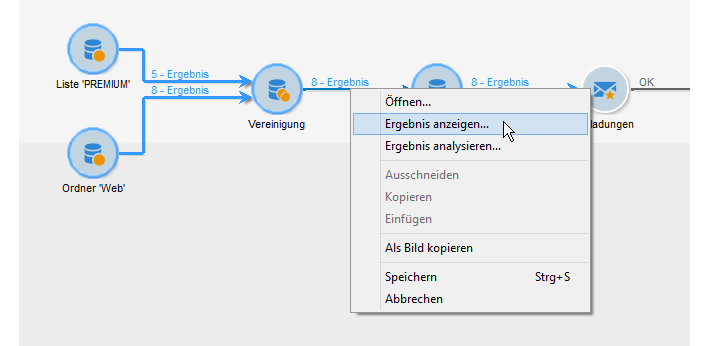 5 - Ergebnis
8 - Ergebnis
8 - Ergebnis
OK
Liste 'PREMIUM'
8 - Ergebnis
Vereinigung
ladungen
Ordner 'Web'
Öffnen...
Ergebnis anzeigen...
Ergebnis analysieren...
Ausschneiden
Kopieren
Einfügen
Als Bild kopieren
Speichern Strg+S
Abbrechen